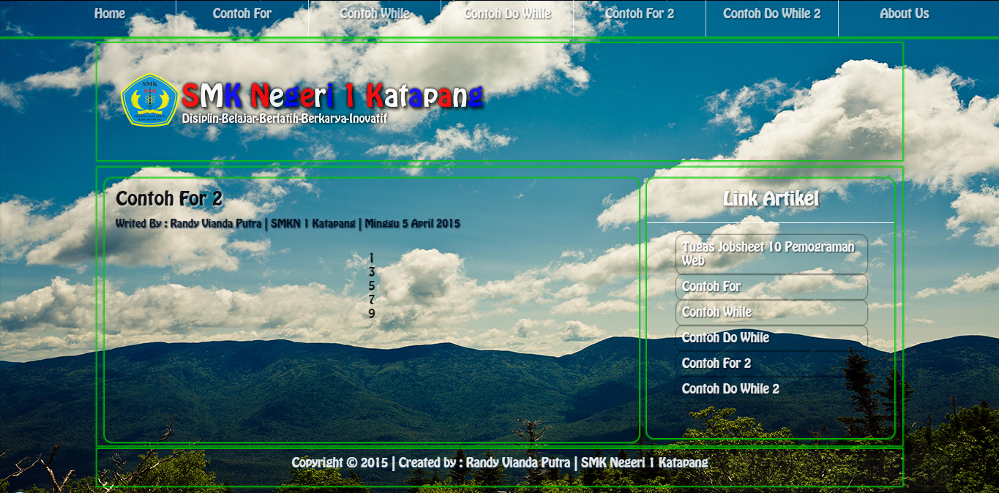 Home
Contoh For
Contoh While
Contoh Do While
Contoh For 2
Contoh Do While 2
About Us
SMK
SMK Negeri 1 Katapang
Disiplin-Belajar-Berlatih-Berkarya-Inovatif
Contoh For 2
Writed By : Randy Vianda Putra | SMKN 1 Katapang | Minggu 5 April 2015
1
3
5
7
9
Link Artikel
Tugas Jobsheet 10 Pemograman
Web
Contoh For
Contoh While
Contoh Do While
Contoh For 2
Contoh Do While 2
Copyright © 2015 | Created by : Randy Vianda Putra | SMK Negeri 1 Katapang